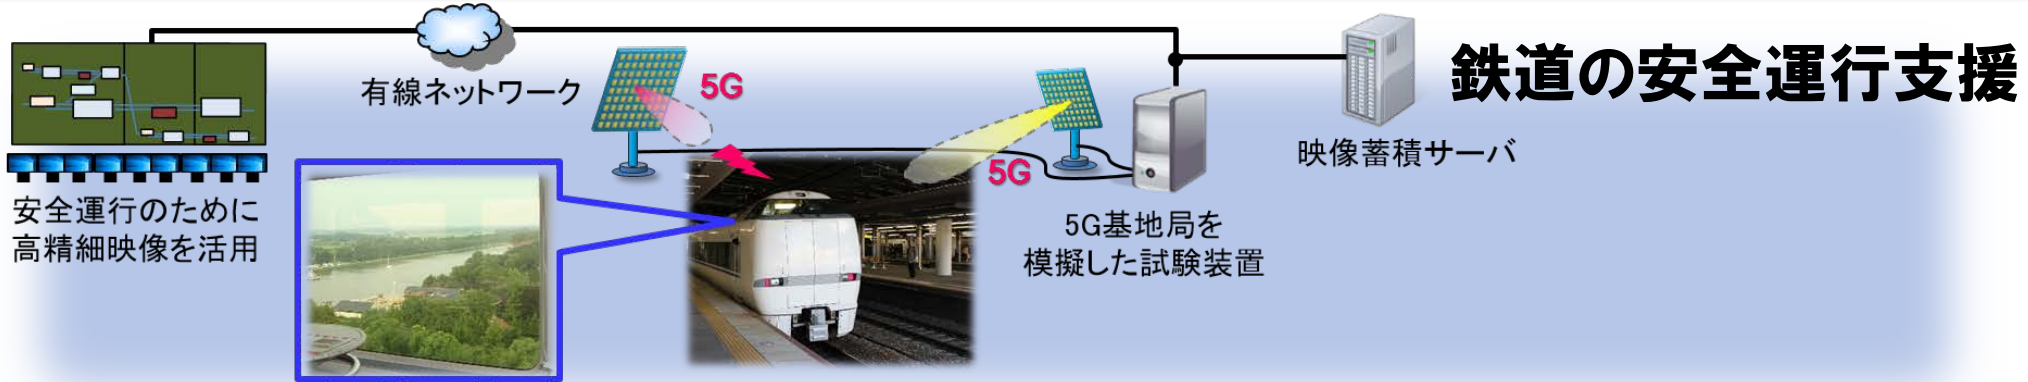 鉄道の安全運行支援
有線ネットワーク
5G
5G
映像蓄積サーバ
安全運行のために
高精細映像を活用
5G基地局を
模擬した試験装置